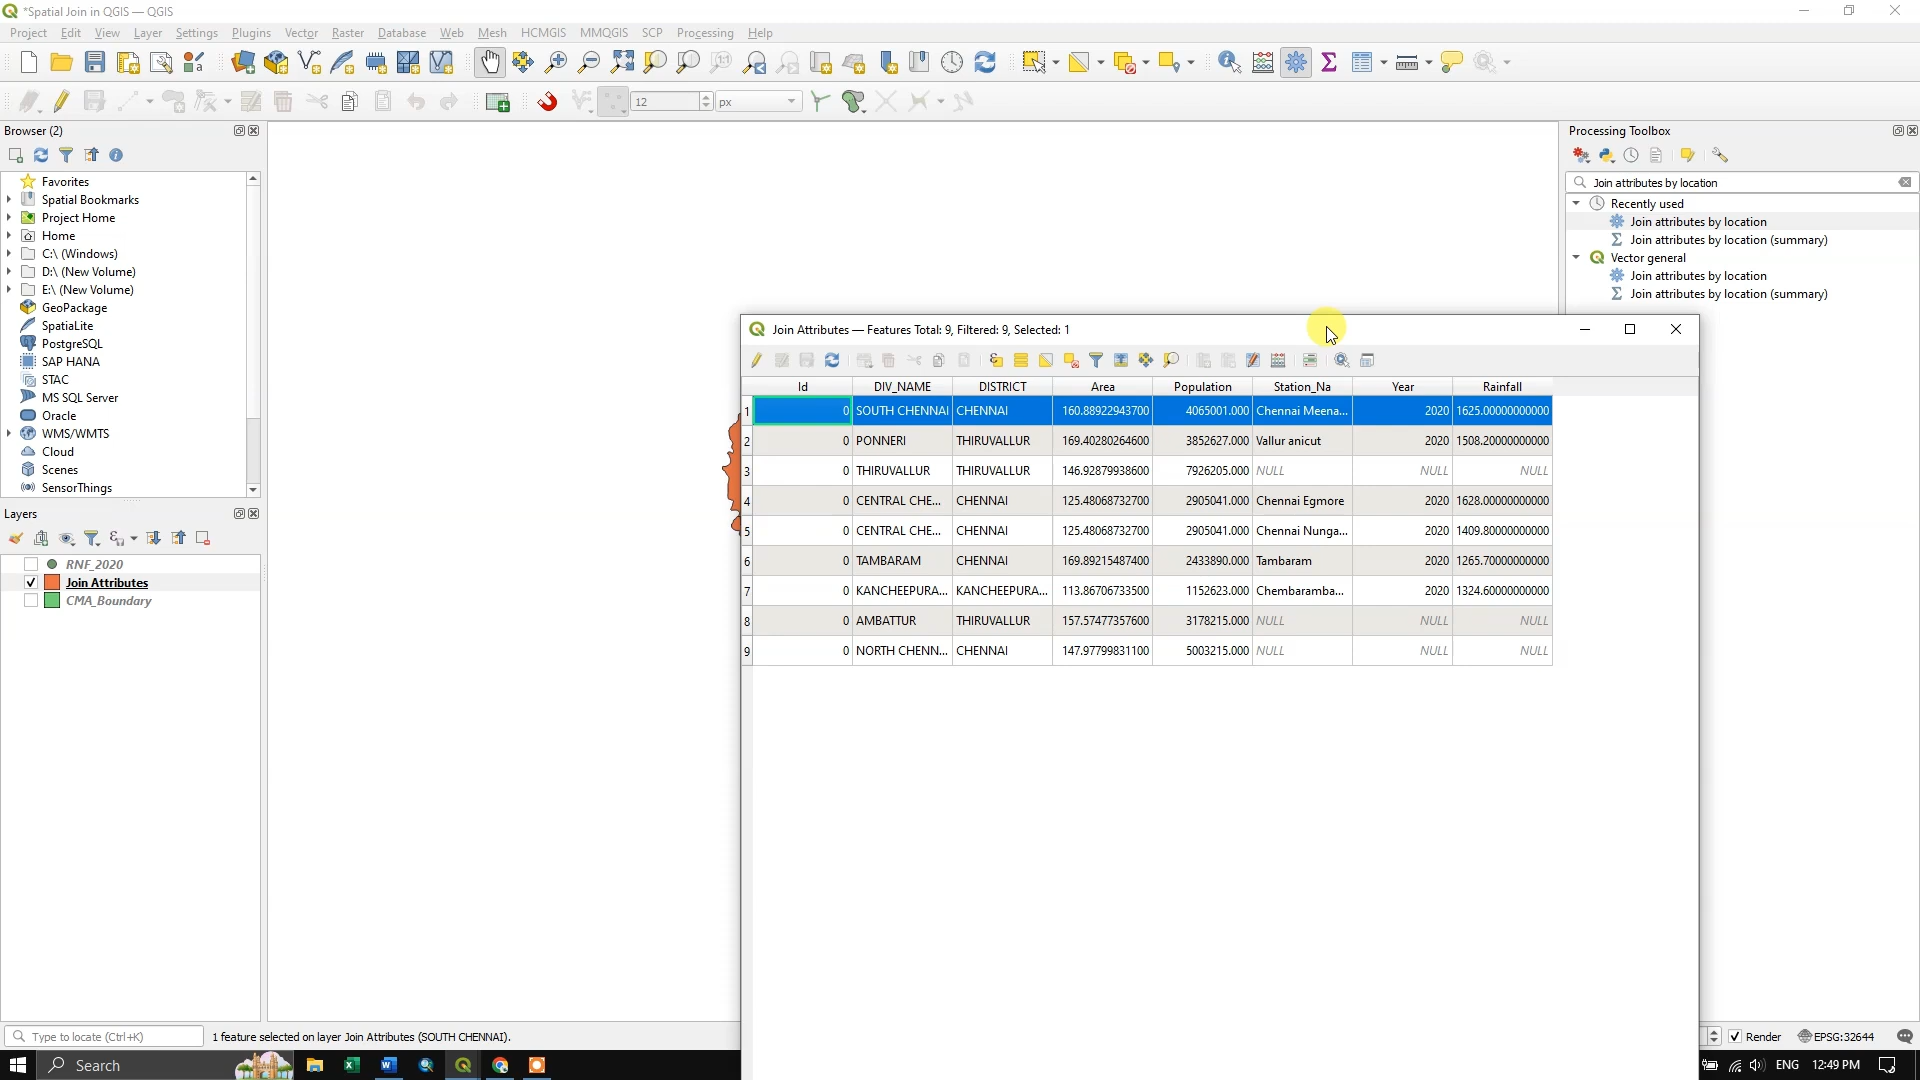 *Spatial Join in QGIS — QGIS
Project Edit View Layer Settings Plugins Vector Raster Database Web Mesh HCMGIS MMQGIS SCP Processing Help
12 px
Browser (2)
Favorites
Spatial Bookmarks
Project Home
Home
C:\ (Windows)
D:\ (New Volume)
E:\ (New Volume)
GeoPackage
SpatiaLite
PostgreSQL
SAP HANA
STAC
MS SQL Server
Oracle
WMS/WMTS
Cloud
Scenes
SensorThings
Layers
RNF_2020
Join Attributes
CMA_Boundary
Processing Toolbox
Join attributes by location
Recently used
Join attributes by location
Join attributes by location (summary)
Vector general
Join attributes by location
Join attributes by location (summary)
Join Attributes — Features Total: 9, Filtered: 9, Selected: 1
Id DIV_NAME DISTRICT Area Population Station_Na Year Rainfall
1 0 SOUTH CHENNAI CHENNAI 160.88922943700 4065001.000 Chennai Meena... 2020 1625.00000000000
2 0 PONNERI THIRUVALLUR 169.40280264600 3852627.000 Vallur anicut 2020 1508.20000000000
3 0 THIRUVALLUR THIRUVALLUR 146.92879938600 7926205.000 NULL NULL NULL
4 0 CENTRAL CHE... CHENNAI 125.48068732700 2905041.000 Chennai Egmore 2020 1628.00000000000
5 0 CENTRAL CHE... CHENNAI 125.48068732700 2905041.000 Chennai Nunga... 2020 1409.80000000000
6 0 TAMBARAM CHENNAI 169.89215487400 2433890.000 Tambaram 2020 1265.70000000000
7 0 KANCHEEPURA... KANCHEEPURA... 113.86706733500 1152623.000 Chembaramba... 2020 1324.60000000000
8 0 AMBATTUR THIRUVALLUR 157.57477357600 3178215.000 NULL NULL NULL
9 0 NORTH CHENN... CHENNAI 147.97799831100 5003215.000 NULL NULL NULL
Type to locate (Ctrl+K) 1 feature selected on layer Join Attributes (SOUTH CHENNAI). Render EPSG:32644
Search ENG 12:49 PM